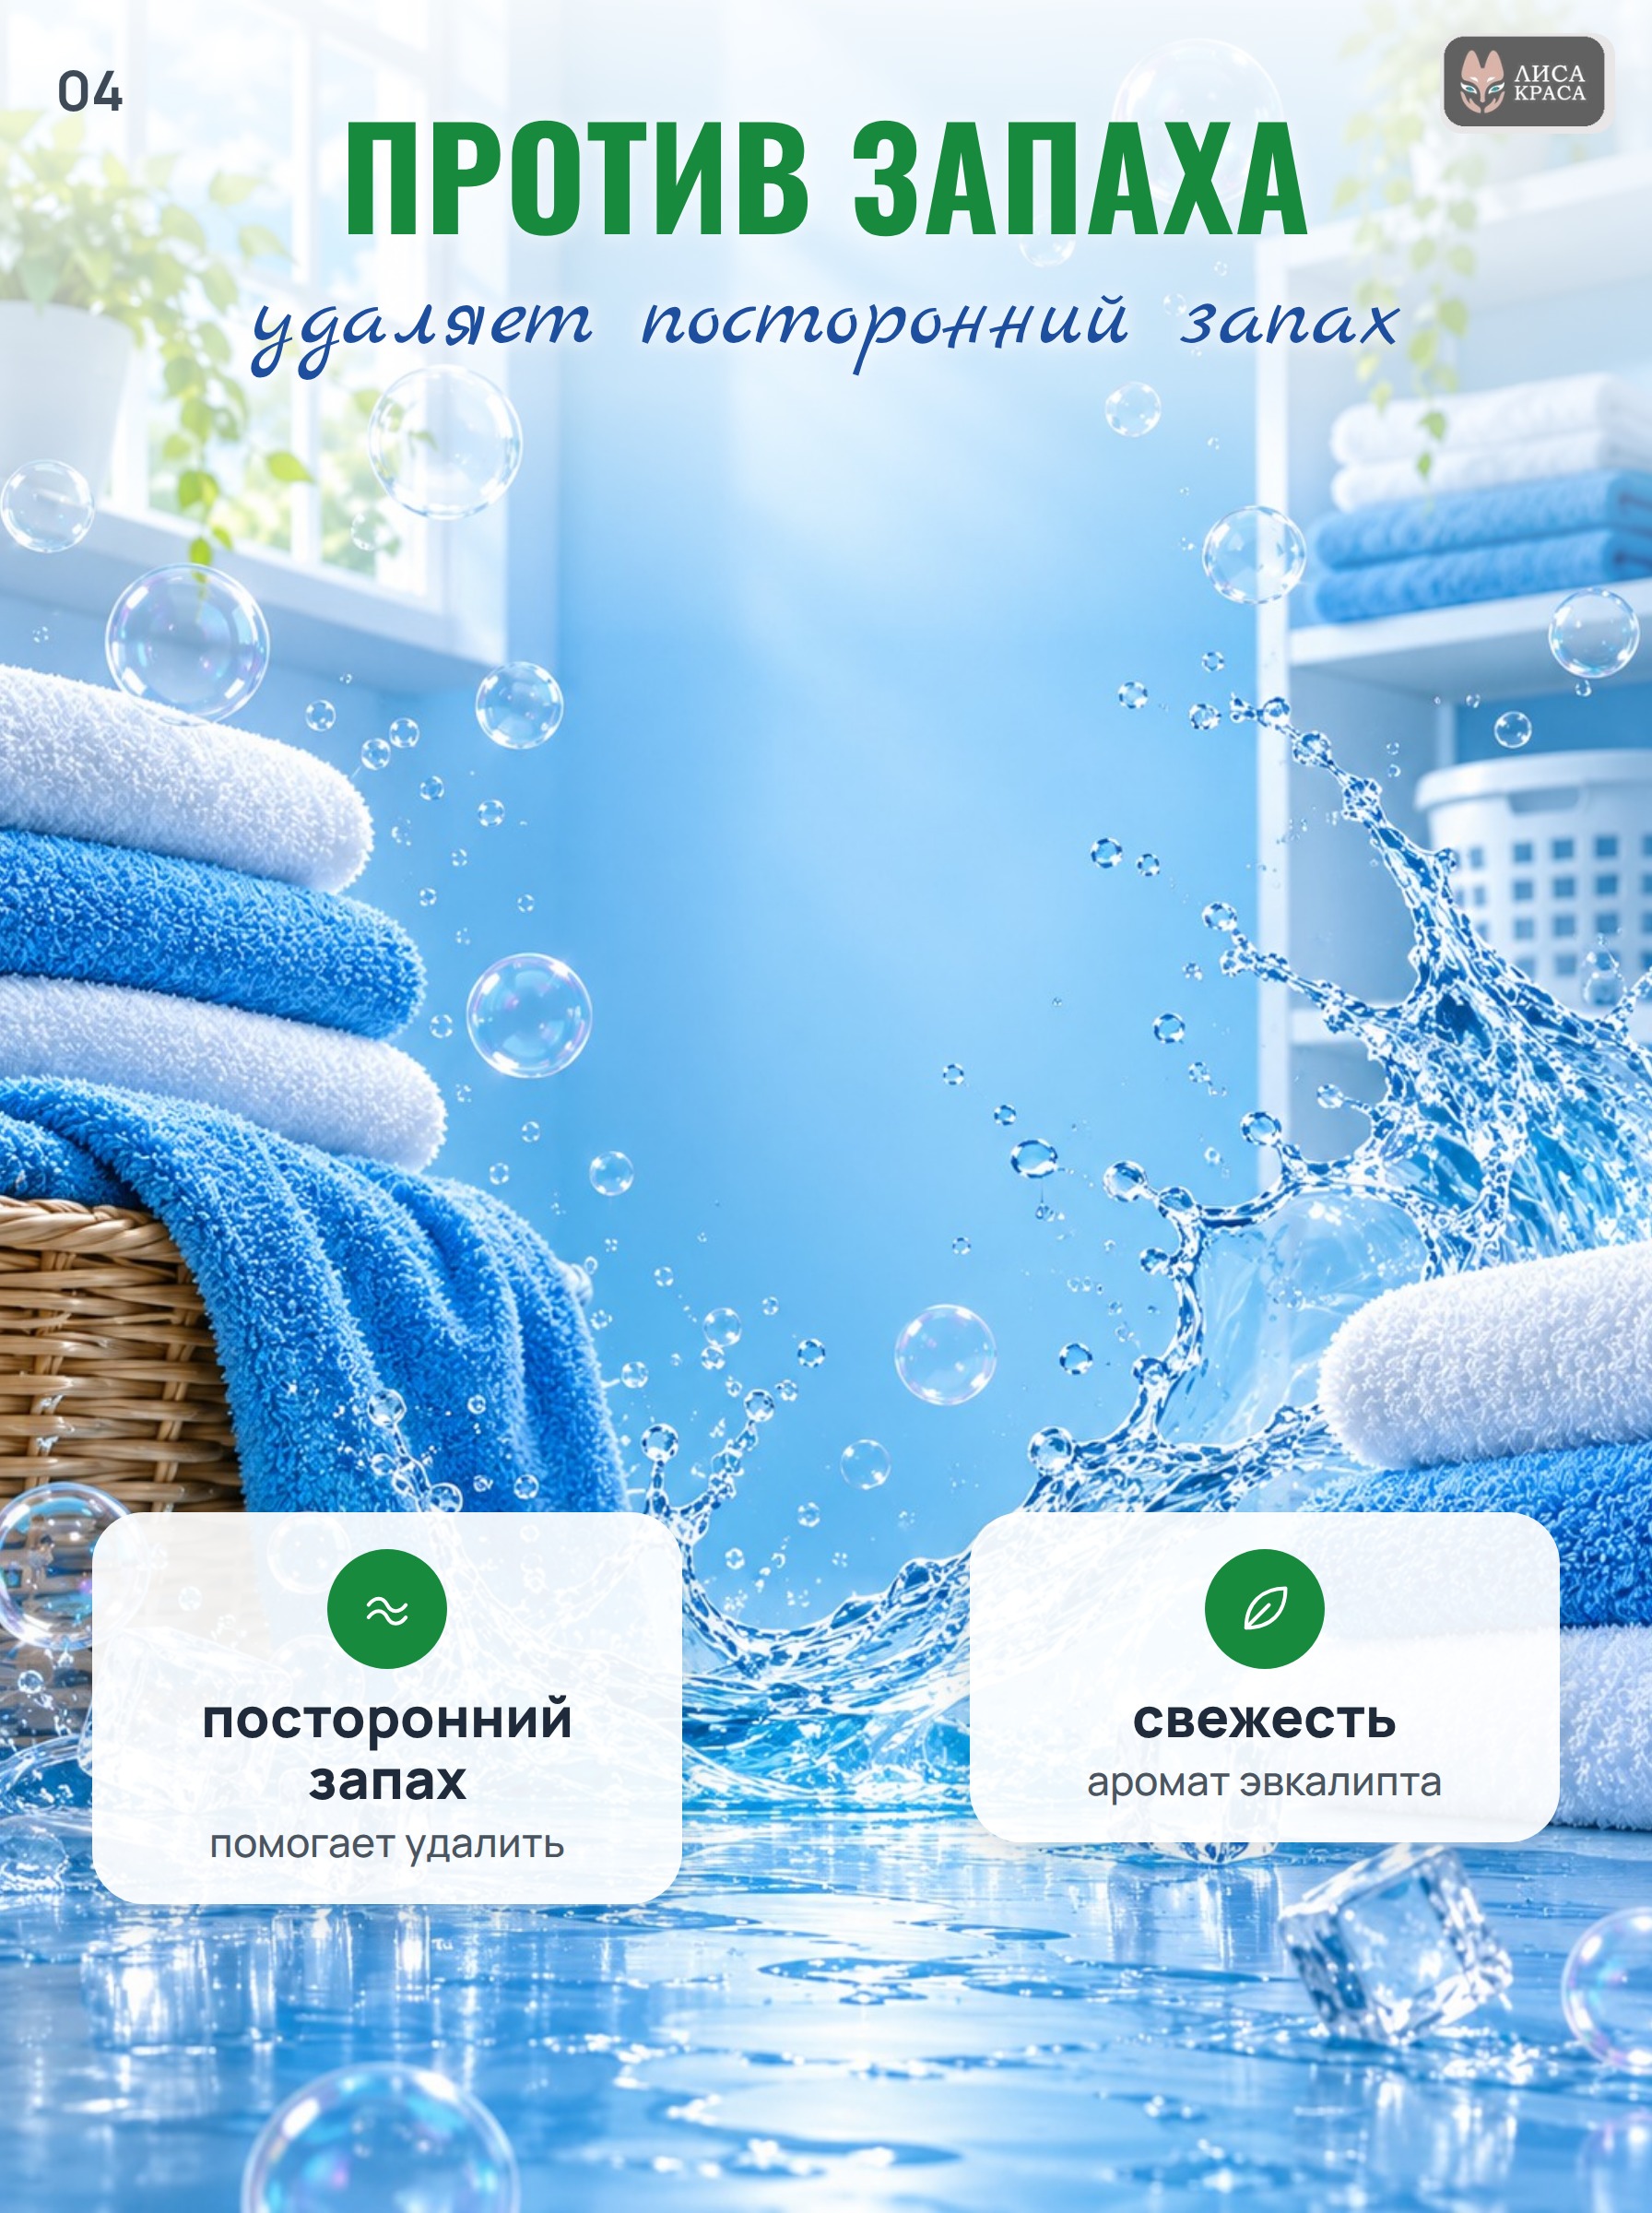 04
ЛИСА
КРАСА
ПРОТИВ ЗАПАХА
удаляет посторонний запах
посторонний
запах
помогает удалить
свежесть
аромат эвкалипта